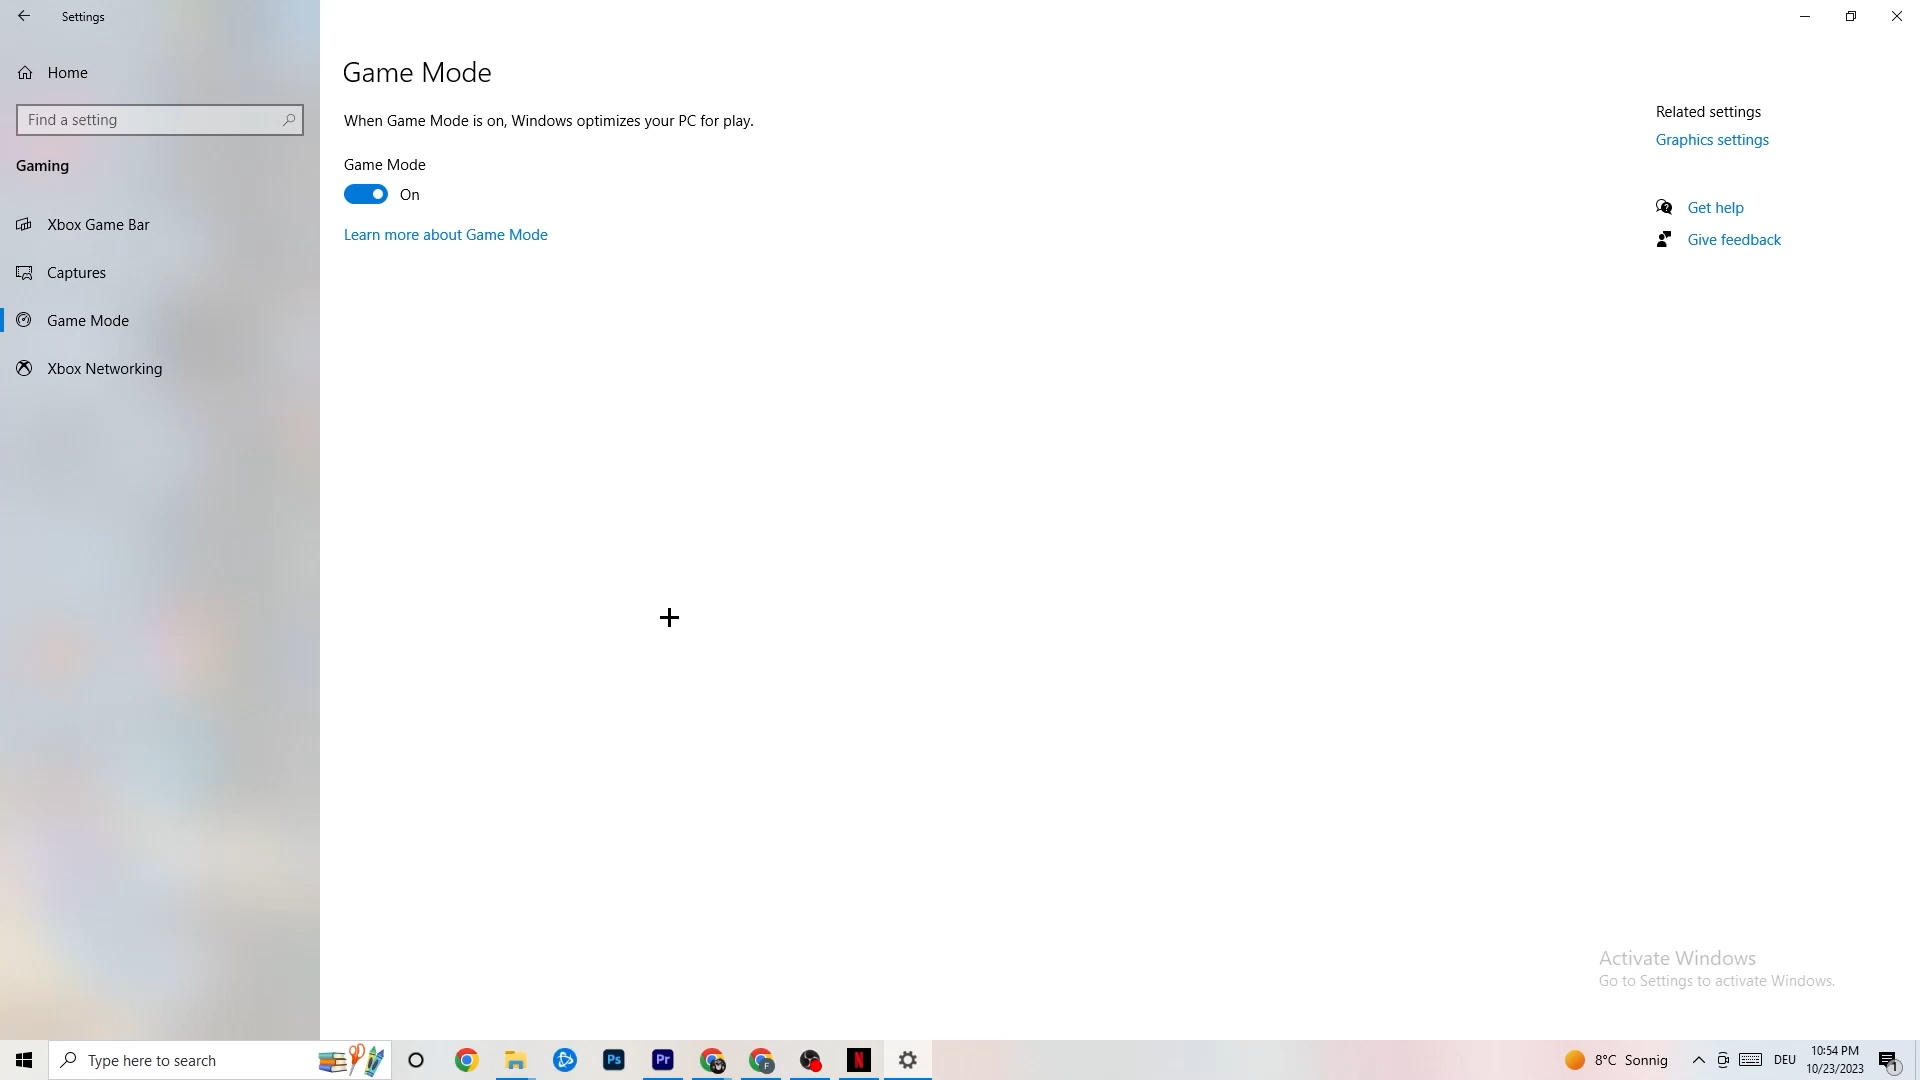 Settings
Home
Find a setting
Gaming
Xbox Game Bar
Captures
Game Mode
Xbox Networking
Game Mode
When Game Mode is on, Windows optimizes your PC for play.
Game Mode
On
Learn more about Game Mode
Related settings
Graphics settings
Get help
Give feedback
Activate Windows
Go to Settings to activate Windows.
Type here to search
Ps
Pr
F
N
8°C Sonnig
DEU
10:54 PM
10/23/2023
1